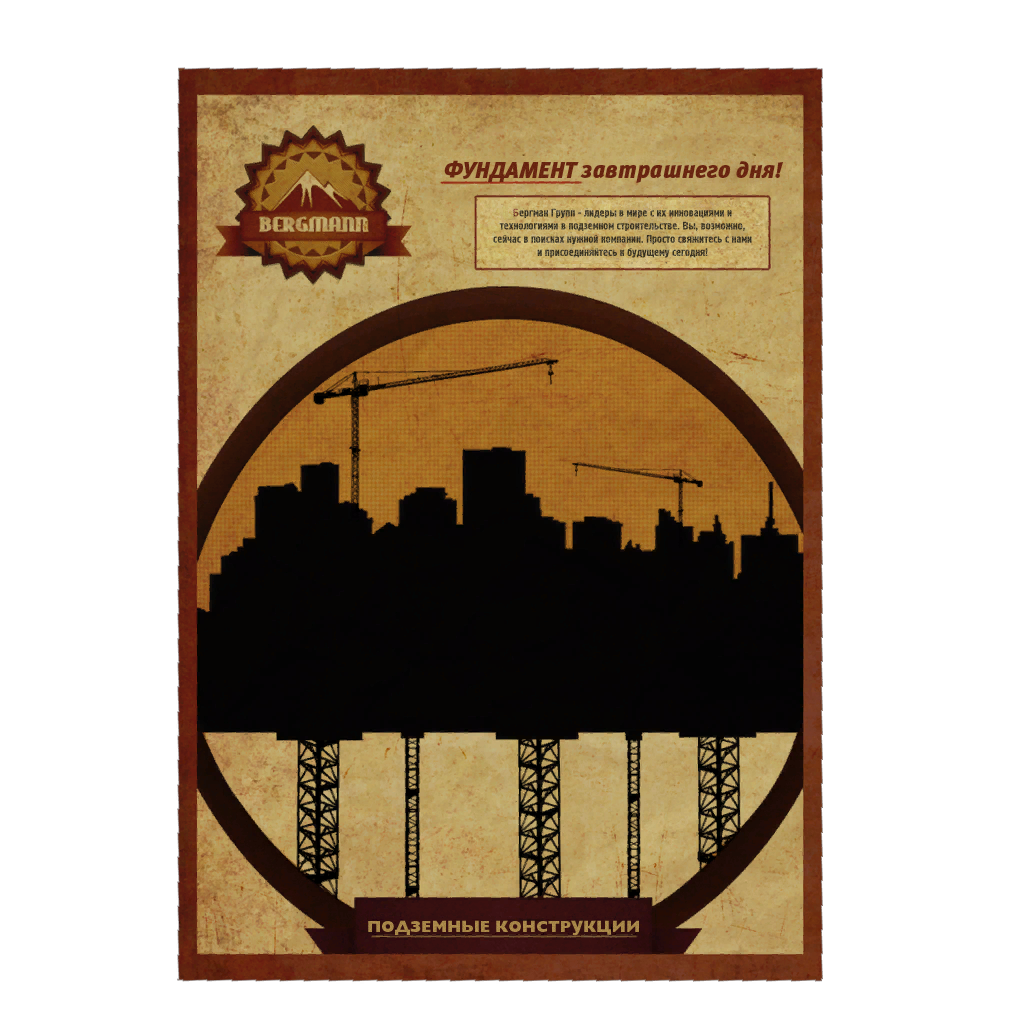 BERGMANN
ФУНДАМЕНТ завтрашнего дня!
Бергман Групп - лидеры в мире с их инновациями и
технологиями в подземном строительстве. Вы, возможно,
сейчас в поисках нужной компании. Просто свяжитесь с нами
и присоединяйтесь к будущему сегодня!
ПОДЗЕМНЫЕ КОНСТРУКЦИИ